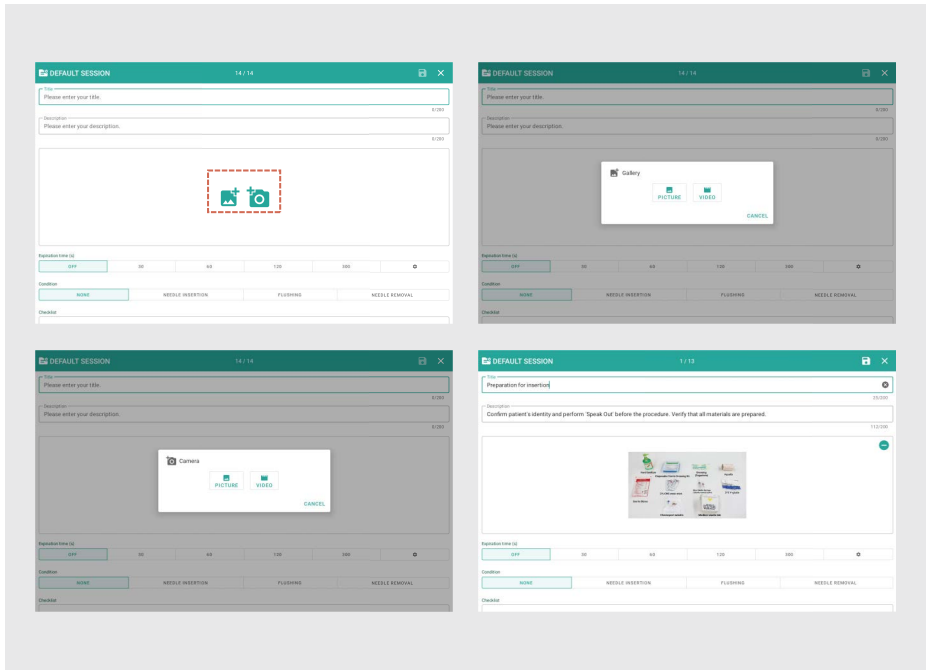 DEFAULT SESSION 14 / 14
Title
Please enter your title.
0/200
Description
Please enter your description.
0/200
Expiration time (s)
OFF 30 60 120 300
Condition
NONE NEEDLE INSERTION FLUSHING NEEDLE REMOVAL
Checklist
DEFAULT SESSION 14 / 14
Title
Please enter your title.
0/200
Description
Please enter your description.
0/200
Gallery
PICTURE VIDEO
CANCEL
Expiration time (s)
OFF 30 60 120 300
Condition
NONE NEEDLE INSERTION FLUSHING NEEDLE REMOVAL
Checklist
DEFAULT SESSION 14 / 14
Title
Please enter your title.
0/200
Description
Please enter your description.
0/200
Camera
PICTURE VIDEO
CANCEL
Expiration time (s)
OFF 30 60 120 300
Condition
NONE NEEDLE INSERTION FLUSHING NEEDLE REMOVAL
Checklist
DEFAULT SESSION 1 / 13
Title
Preparation for insertion
25/200
Description
Confirm patient's identity and perform 'Speak Out' before the procedure. Verify that all materials are prepared.
112/200
Expiration time (s)
OFF 30 60 120 300
Condition
NONE NEEDLE INSERTION FLUSHING NEEDLE REMOVAL
Checklist